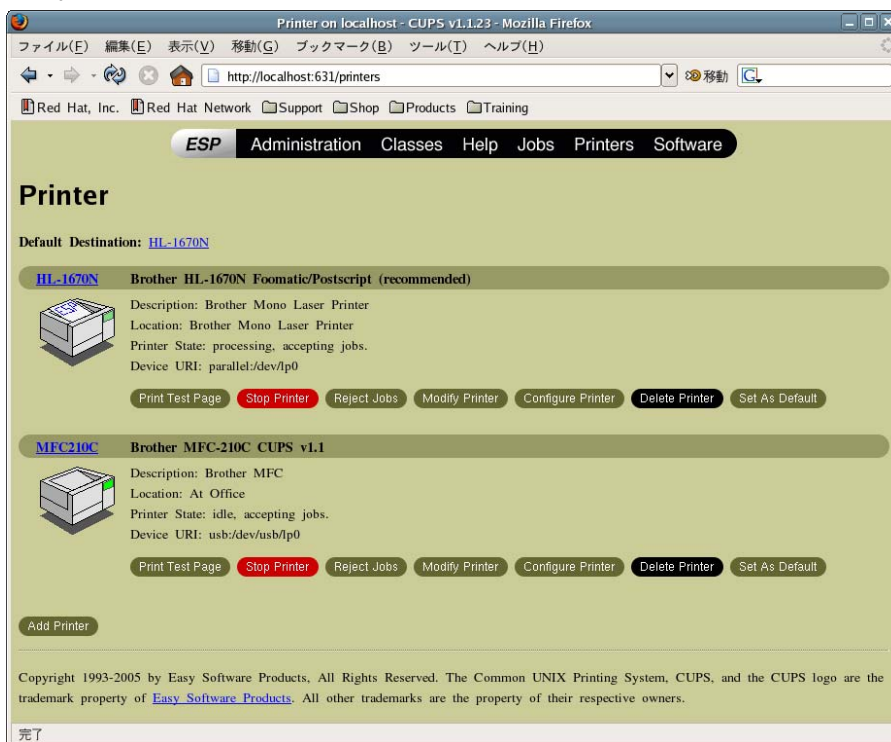 Printer on localhost - CUPS v1.1.23 - Mozilla Firefox
ファイル(F) 編集(E) 表示(V) 移動(G) ブックマーク(B) ツール(T) ヘルプ(H)
http://localhost:631/printers 移動 G
Red Hat, Inc. Red Hat Network Support Shop Products Training
ESP Administration Classes Help Jobs Printers Software
Printer
Default Destination: HL-1670N
HL-1670N Brother HL-1670N Foomatic/Postscript (recommended)
ESP
Description: Brother Mono Laser Printer
Location: Brother Mono Laser Printer
Printer State: processing, accepting jobs.
Device URI: parallel:/dev/lp0
Print Test Page Stop Printer Reject Jobs Modify Printer Configure Printer Delete Printer Set As Default
MFC210C Brother MFC-210C CUPS v1.1
Description: Brother MFC
Location: At Office
Printer State: idle, accepting jobs.
Device URI: usb:/dev/usb/lp0
Print Test Page Stop Printer Reject Jobs Modify Printer Configure Printer Delete Printer Set As Default
Add Printer
Copyright 1993-2005 by Easy Software Products, All Rights Reserved. The Common UNIX Printing System, CUPS, and the CUPS logo are the
trademark property of Easy Software Products. All other trademarks are the property of their respective owners.
完了